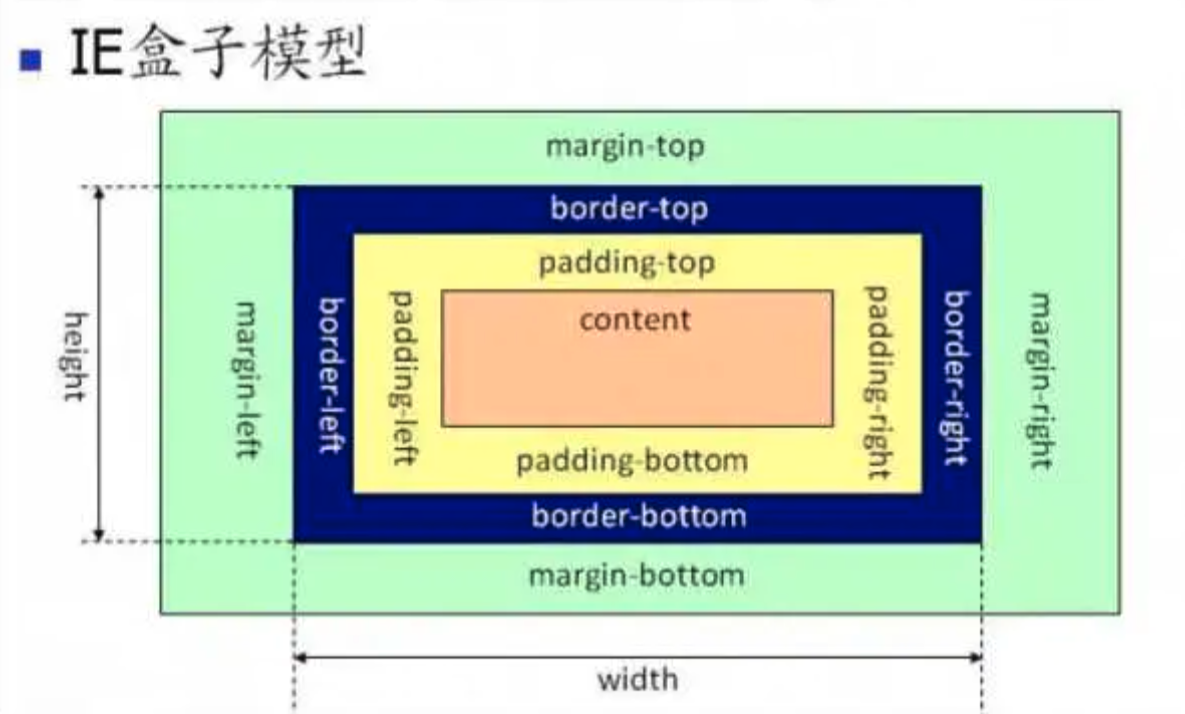 IE盒子模型
margin-top
border-top
padding-top
content
height
margin-left
border-left
padding-left
padding-right
border-right
margin-right
padding-bottom
border-bottom
margin-bottom
width